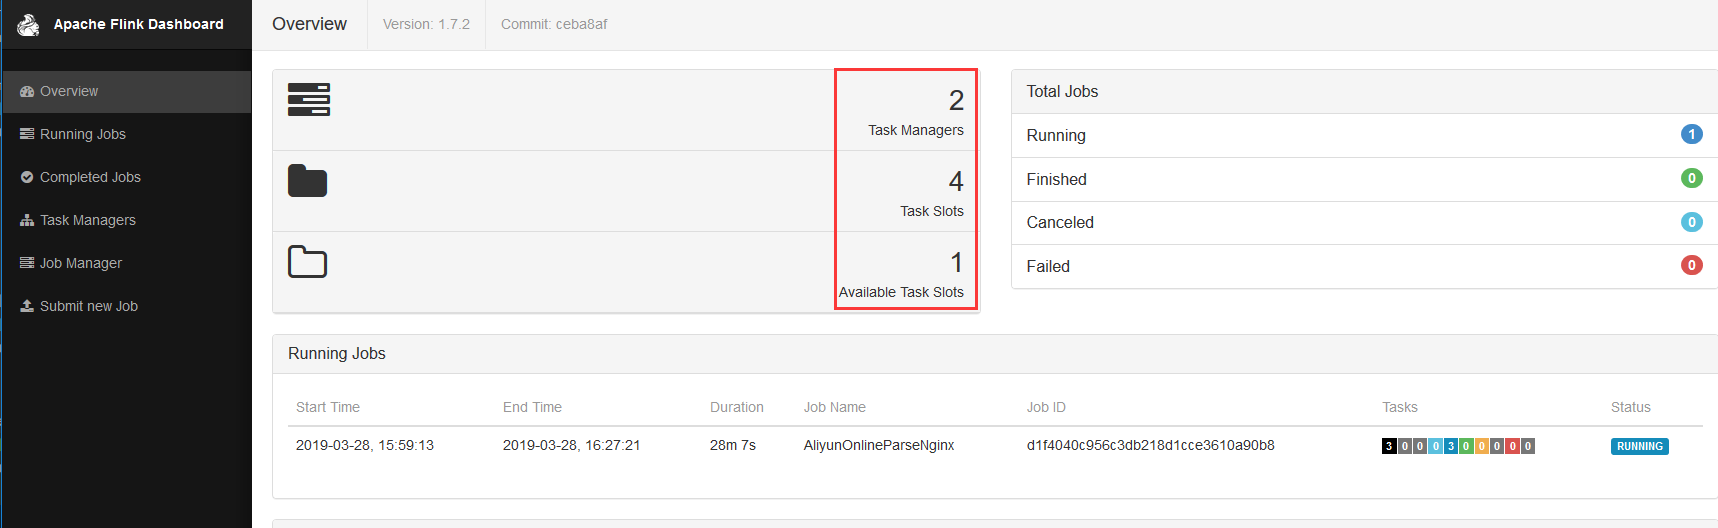 Apache Flink Dashboard
Overview
Version: 1.7.2
Commit: ceba8af
Overview
Running Jobs
Completed Jobs
Task Managers
Job Manager
Submit new Job
2
Task Managers
4
Task Slots
1
Available Task Slots
Total Jobs
Running 1
Finished 0
Canceled 0
Failed 0
Running Jobs
Start Time End Time Duration Job Name Job ID Tasks Status
2019-03-28, 15:59:13 2019-03-28, 16:27:21 28m 7s AliyunOnlineParseNginx d1f4040c956c3db218d1cce3610a90b8 3 0 0 0 3 0 0 0 0 0 RUNNING